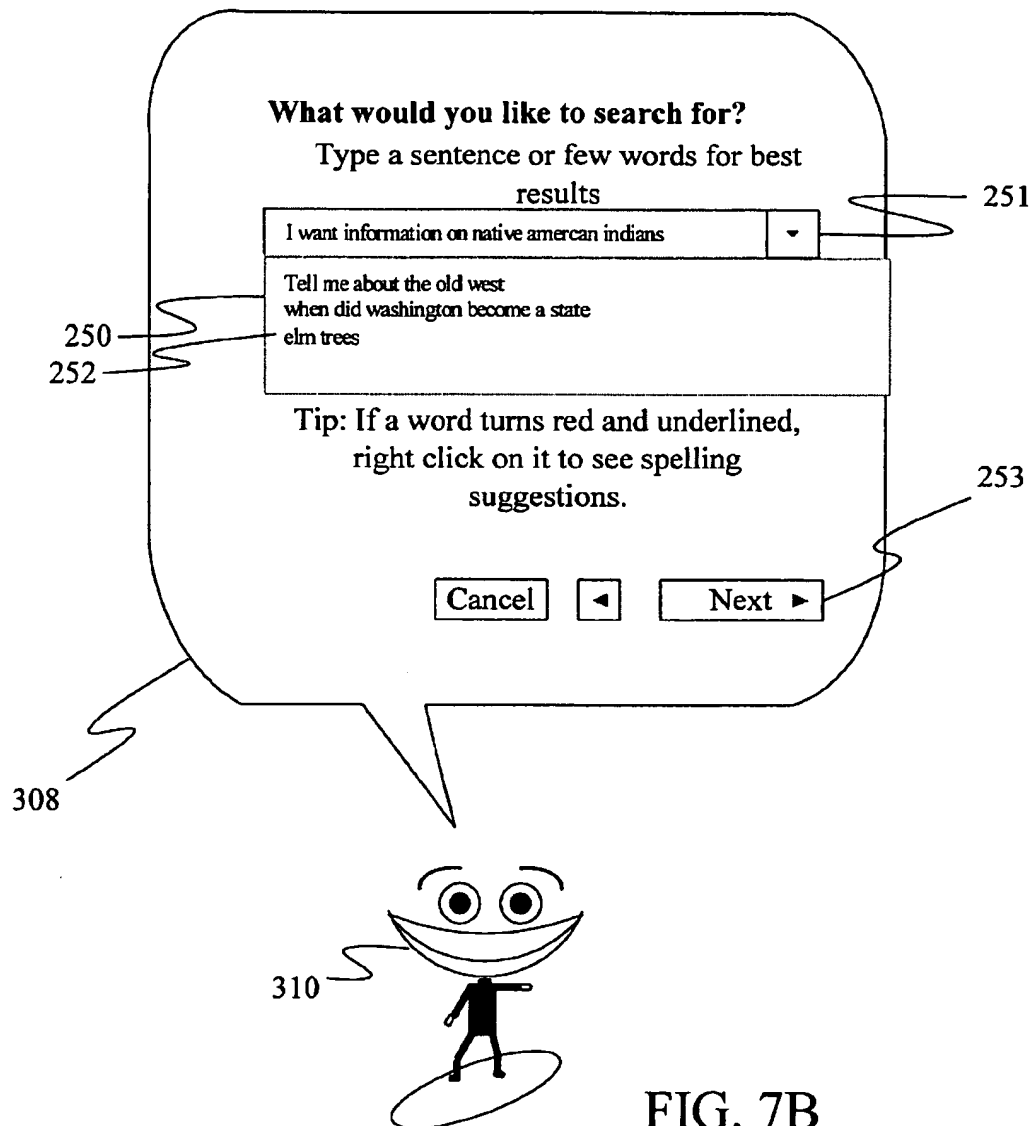 What would you like to search for?
Type a sentence or few words for best
results
251
I want information on native amercan indians
Tell me about the old west
when did washington become a state
250
elm trees
252
Tip: If a word turns red and underlined,
right click on it to see spelling
suggestions.
253
Cancel ◄ Next ►
308
310
FIG. 7B